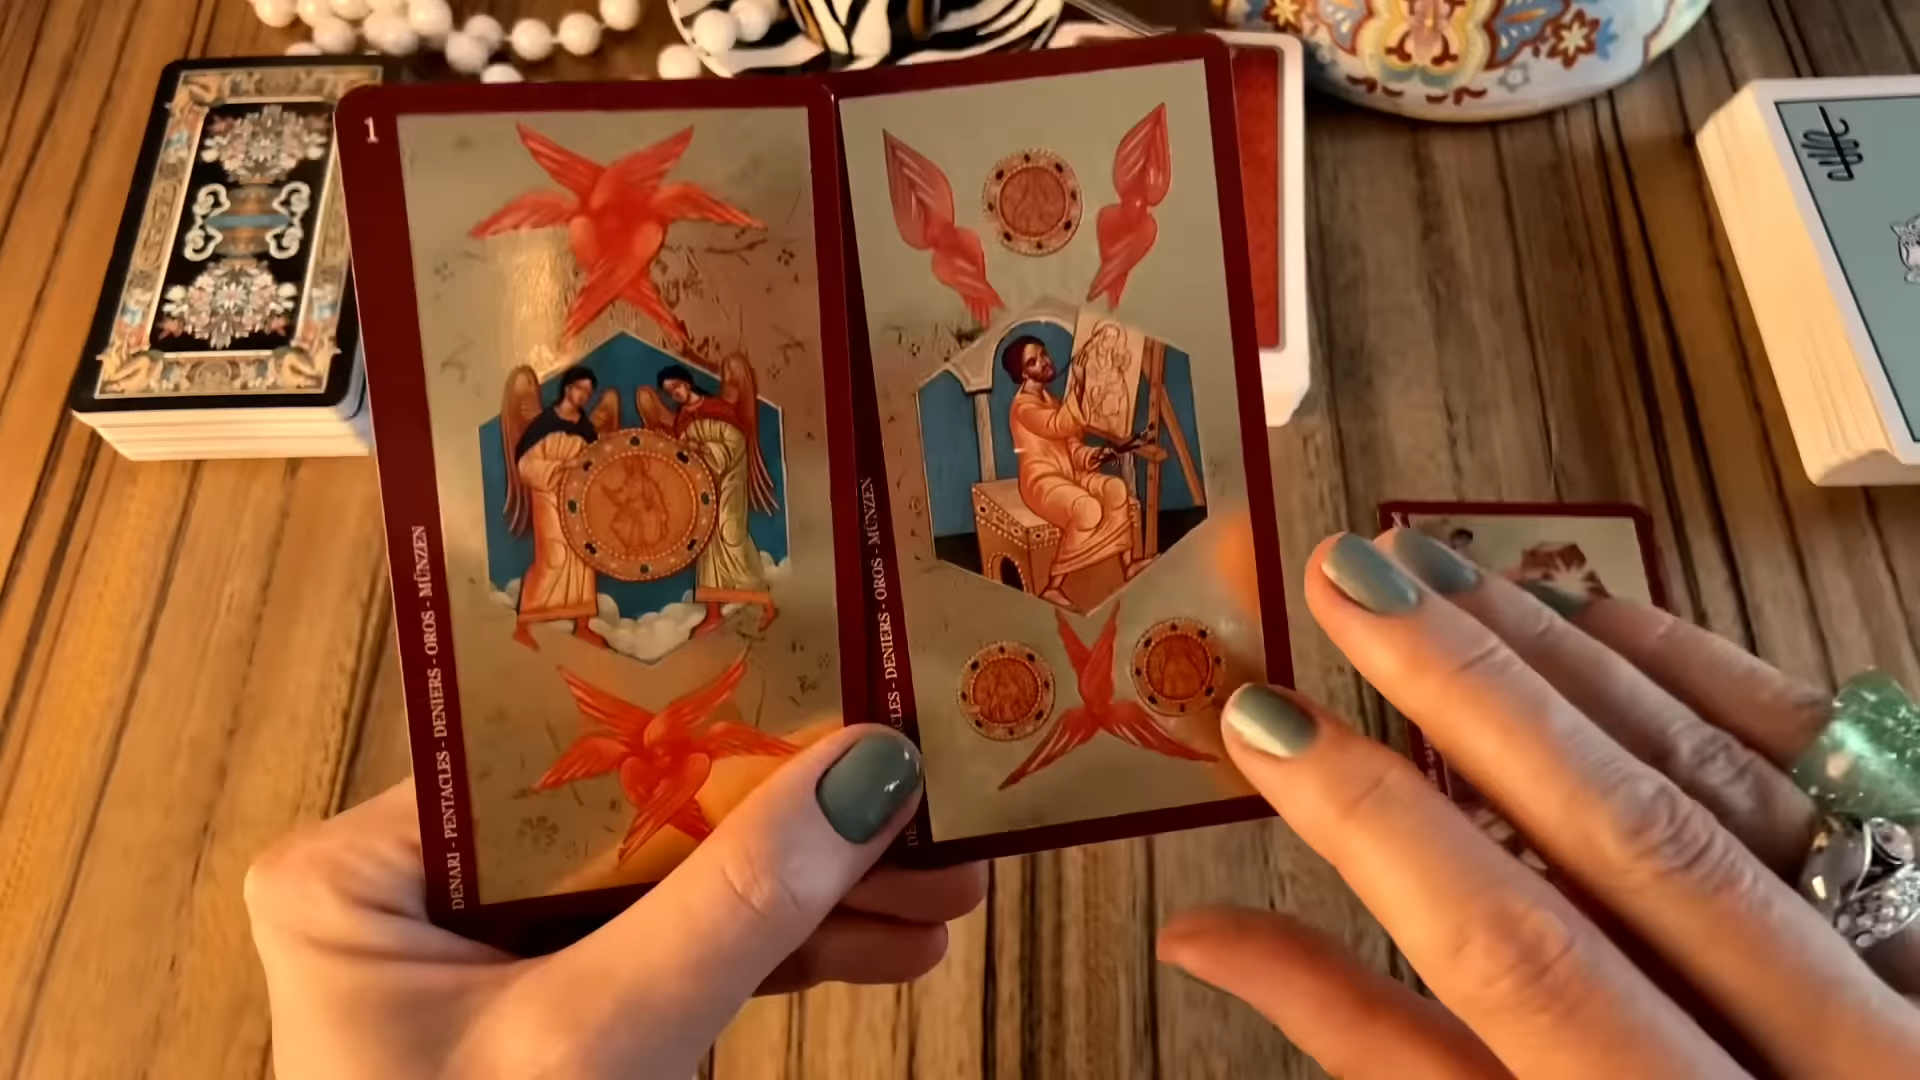 1
DENARI - PENTACLES - DENIERS - OROS - MÜNZEN
CLES - DENIERS - OROS - MÜNZEN